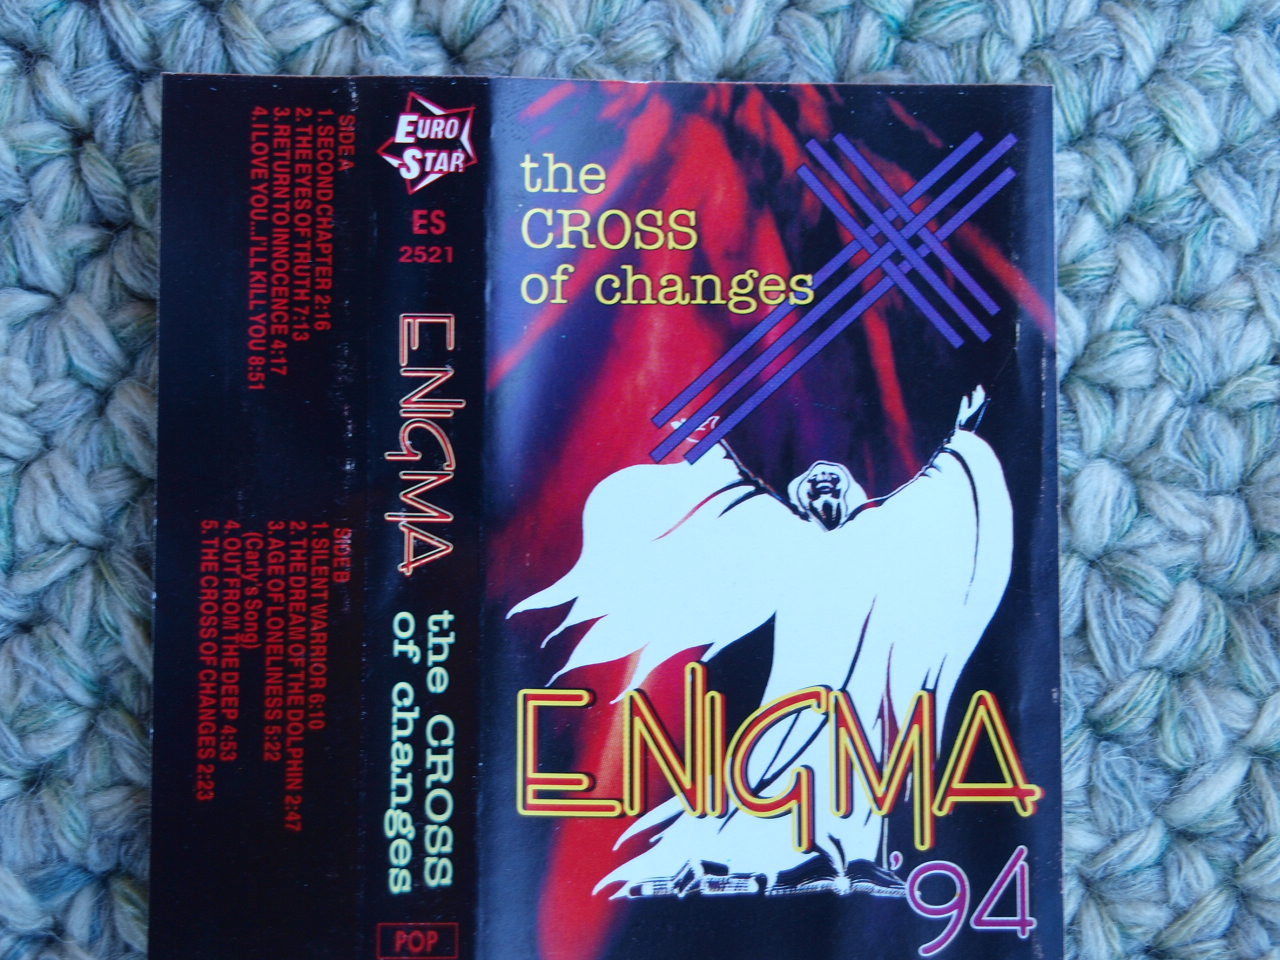 SIDE A
1. SECOND CHAPTER 2:16
2. THE EYES OF TRUTH 7:13
3. RETURN TO INNOCENCE 4:17
4. I LOVE YOU...I'LL KILL YOU 8:51
SIDE B
1. SILENT WARRIOR 6:10
2. THE DREAM OF THE DOLPHIN 2:47
3. AGE OF LONELINESS 5:22
(Carly's Song)
4. OUT FROM THE DEEP 4:53
5. THE CROSS OF CHANGES 2:23
EURO
STAR
ES
2521
ENIGMA
the CROSS
of changes
POP
the
CROSS
of changes
ENIGMA
'94